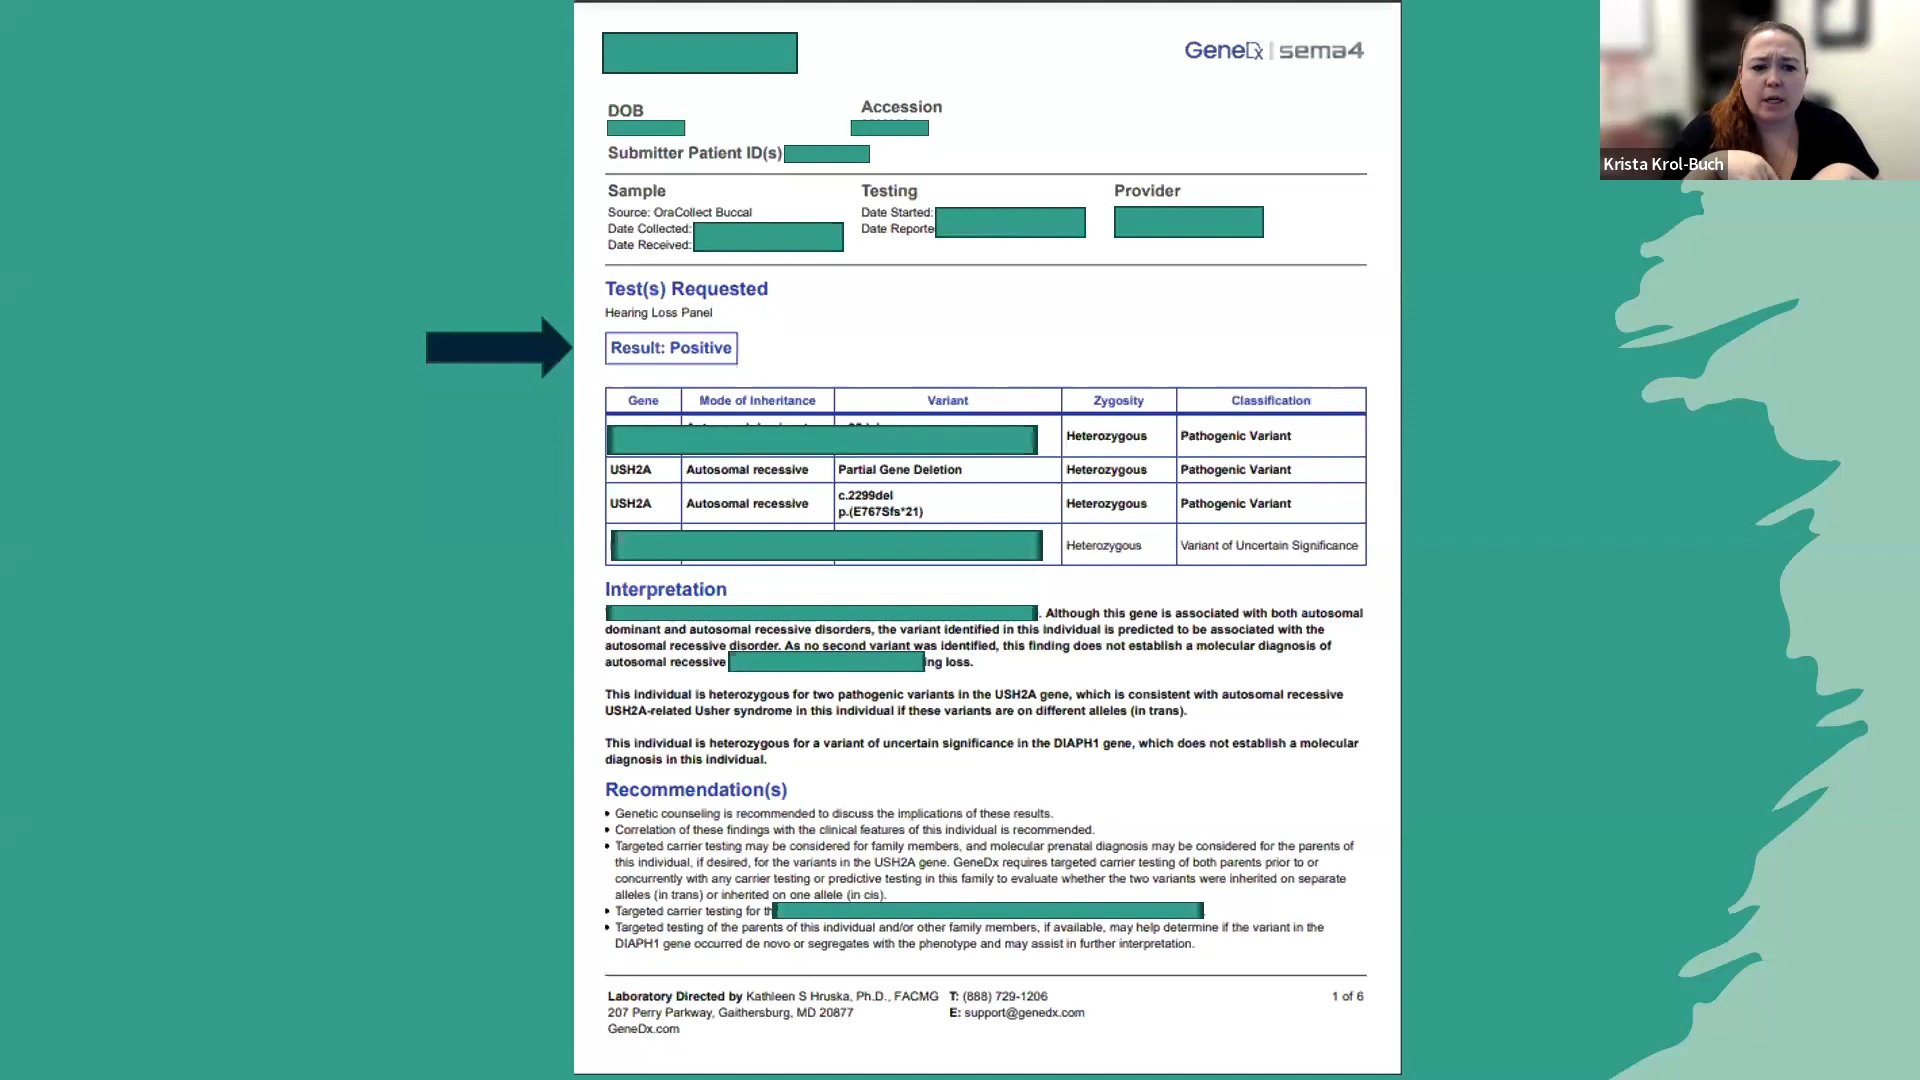 GeneDx | sema4
Krista Krol-Buch
DOB
Accession
Submitter Patient ID(s)
Sample
Testing
Provider
Source: OraCollect Buccal
Date Collected:
Date Received:
Date Started:
Date Reporte
Test(s) Requested
Hearing Loss Panel
Result: Positive
Gene Mode of Inheritance Variant Zygosity Classification
Heterozygous Pathogenic Variant
USH2A Autosomal recessive Partial Gene Deletion Heterozygous Pathogenic Variant
USH2A Autosomal recessive c.2299del
p.(E767Sfs*21) Heterozygous Pathogenic Variant
Heterozygous Variant of Uncertain Significance
Interpretation
. Although this gene is associated with both autosomal
dominant and autosomal recessive disorders, the variant identified in this individual is predicted to be associated with the
autosomal recessive disorder. As no second variant was identified, this finding does not establish a molecular diagnosis of
autosomal recessive ing loss.
This individual is heterozygous for two pathogenic variants in the USH2A gene, which is consistent with autosomal recessive
USH2A-related Usher syndrome in this individual if these variants are on different alleles (in trans).
This individual is heterozygous for a variant of uncertain significance in the DIAPH1 gene, which does not establish a molecular
diagnosis in this individual.
Recommendation(s)
• Genetic counseling is recommended to discuss the implications of these results.
• Correlation of these findings with the clinical features of this individual is recommended.
• Targeted carrier testing may be considered for family members, and molecular prenatal diagnosis may be considered for the parents of
this individual, if desired, for the variants in the USH2A gene. GeneDx requires targeted carrier testing of both parents prior to or
concurrently with any carrier testing or predictive testing in this family to evaluate whether the two variants were inherited on separate
alleles (in trans) or inherited on one allele (in cis).
• Targeted carrier testing for th
• Targeted testing of the parents of this individual and/or other family members, if available, may help determine if the variant in the
DIAPH1 gene occurred de novo or segregates with the phenotype and may assist in further interpretation.
Laboratory Directed by Kathleen S Hruska, Ph.D., FACMG T: (888) 729-1206 1 of 6
207 Perry Parkway, Gaithersburg, MD 20877 E: support@genedx.com
GeneDx.com